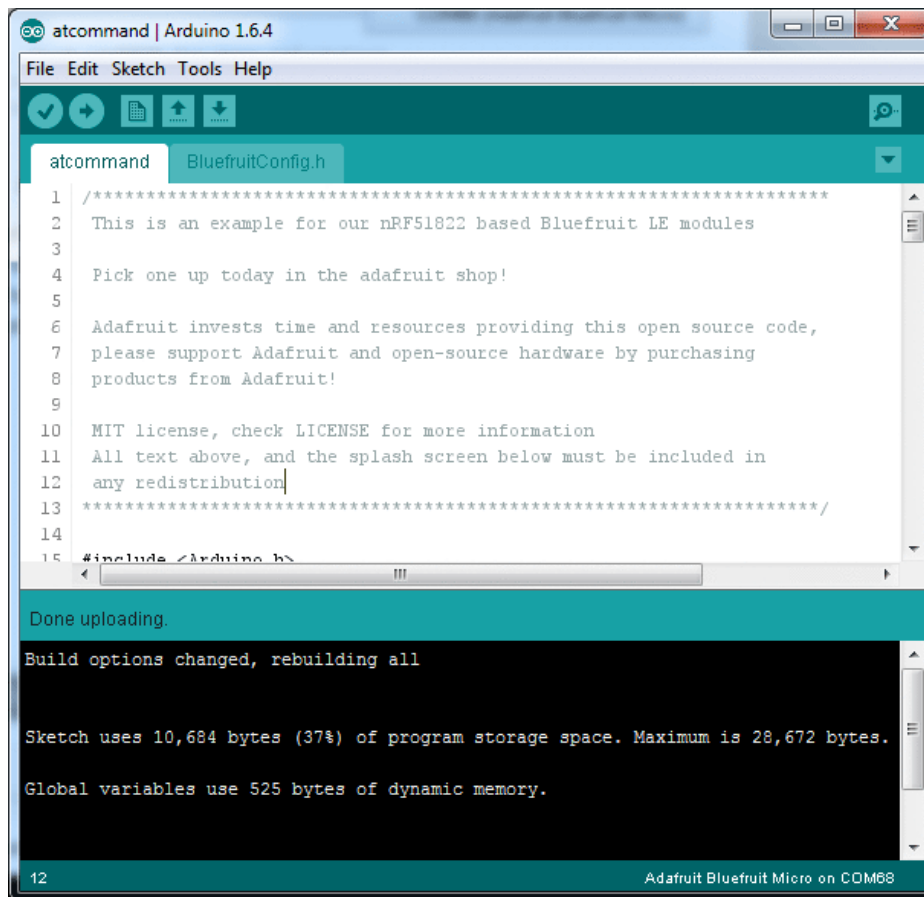 atcommand | Arduino 1.6.4
File Edit Sketch Tools Help
atcommand BluefruitConfig.h
1 /********************************************************************
2 This is an example for our nRF51822 based Bluefruit LE modules
3
4 Pick one up today in the adafruit shop!
5
6 Adafruit invests time and resources providing this open source code,
7 please support Adafruit and open-source hardware by purchasing
8 products from Adafruit!
9
10 MIT license, check LICENSE for more information
11 All text above, and the splash screen below must be included in
12 any redistribution
13 ********************************************************************/
14
15 #include <Arduino.h>
Done uploading.
Build options changed, rebuilding all
Sketch uses 10,684 bytes (37%) of program storage space. Maximum is 28,672 bytes.
Global variables use 525 bytes of dynamic memory.
12 Adafruit Bluefruit Micro on COM68